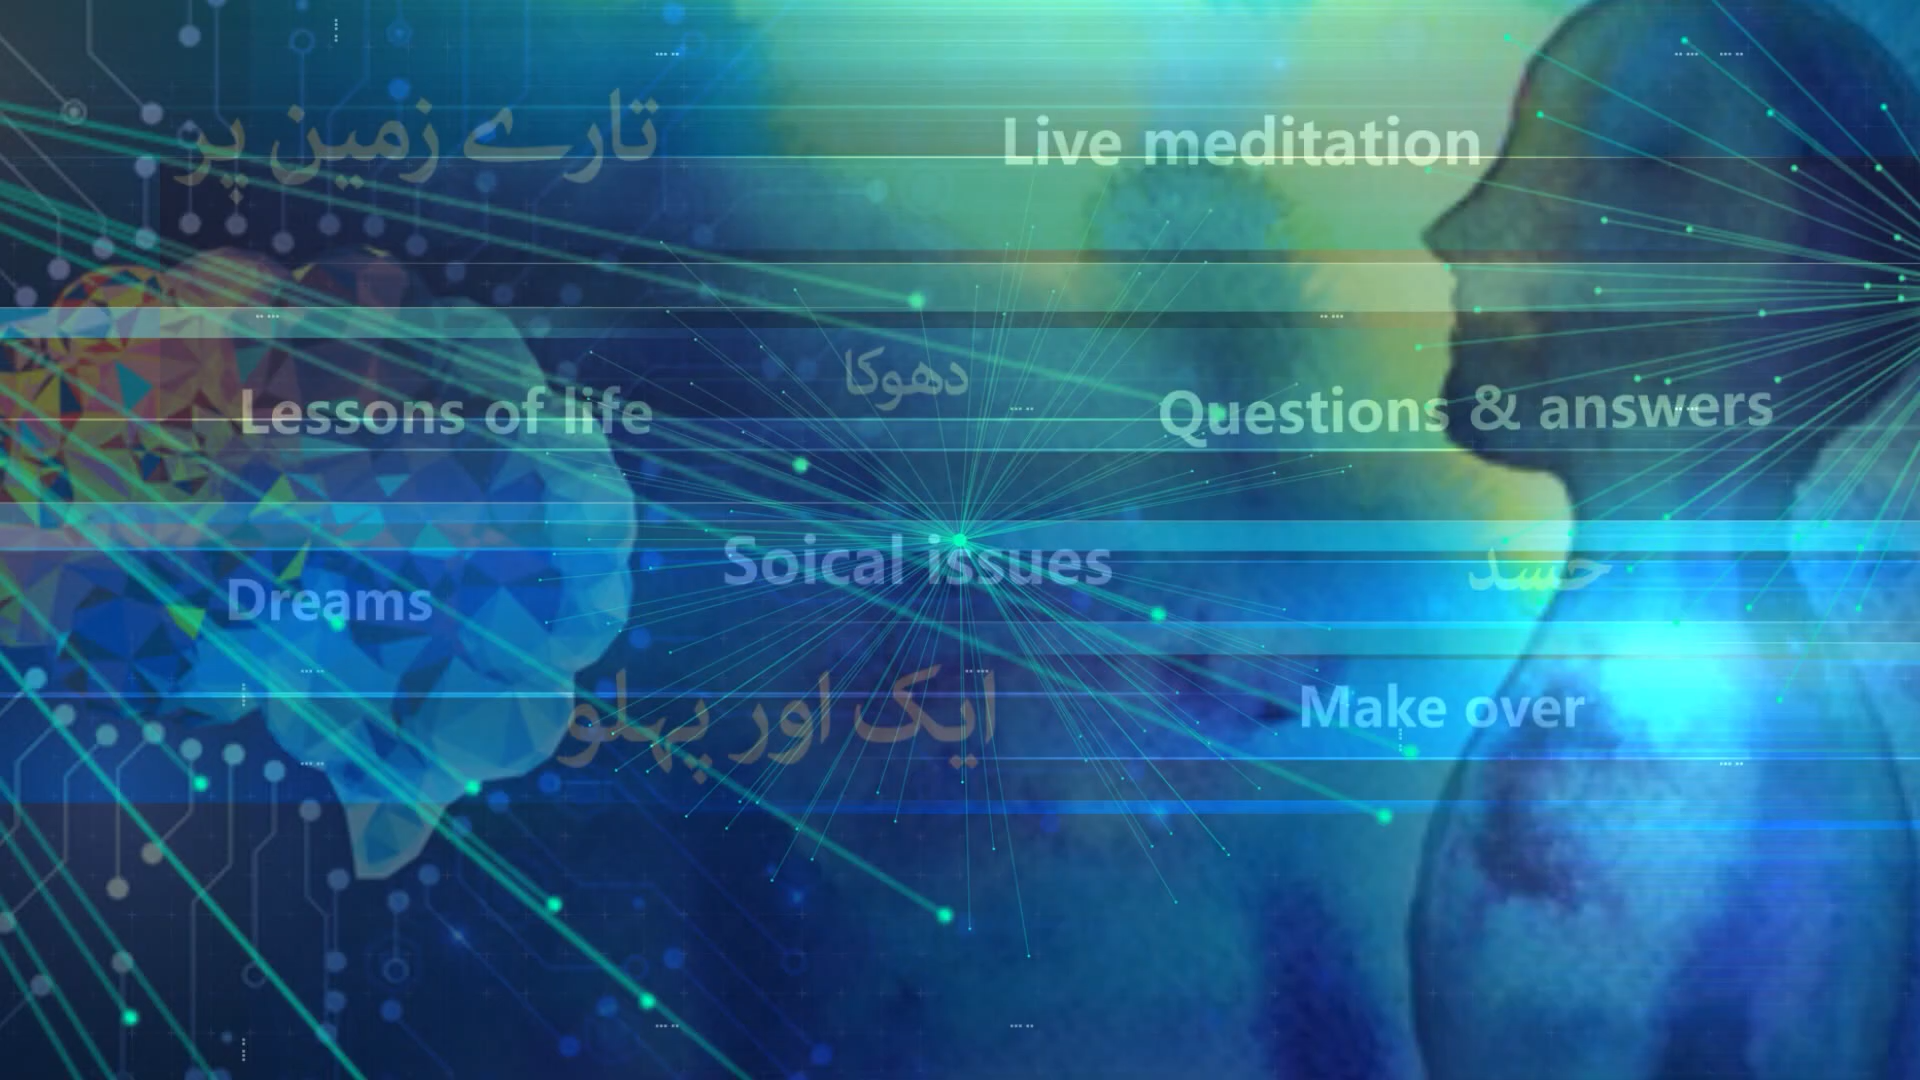 تارے زمین پر
Live meditation
دھوکا
Lessons of life
Questions & answers
Soical issues
حسد
Dreams
ایک اور پہلو
Make over